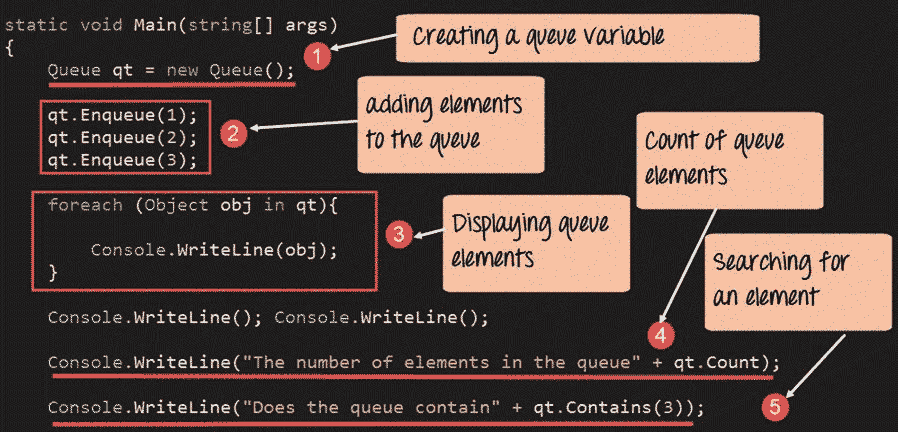 static void Main(string[] args)
{
Creating a queue variable
1
Queue qt = new Queue();
qt.Enqueue(1);
qt.Enqueue(2);
qt.Enqueue(3);
2
adding elements
to the queue
foreach (Object obj in qt){
Console.WriteLine(obj);
}
3
Displaying queue
elements
Count of queue
elements
Searching for
an element
Console.WriteLine(); Console.WriteLine();
4
Console.WriteLine("The number of elements in the queue" + qt.Count);
Console.WriteLine("Does the queue contain" + qt.Contains(3));
5